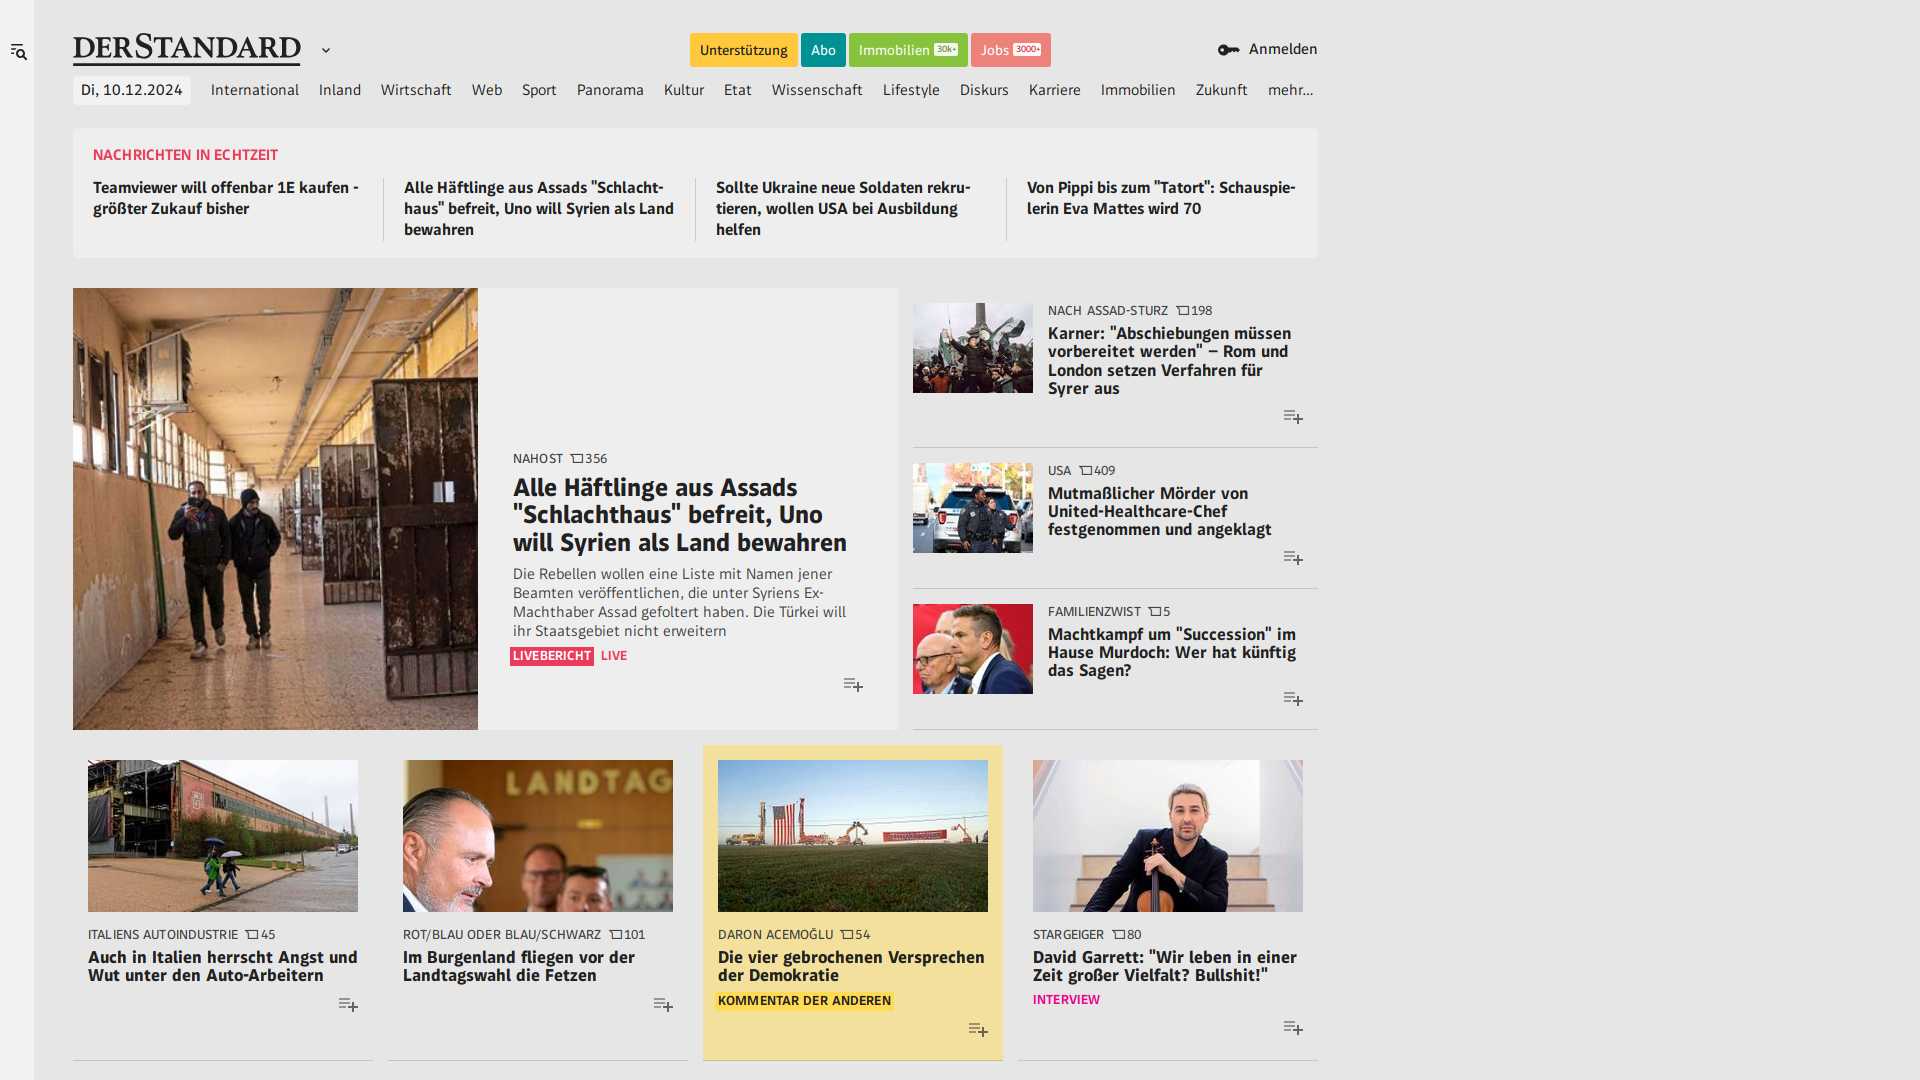 DERSTANDARD
Unterstützung
Abo
Immobilien 30k+
Jobs 3000+
Anmelden
Di, 10.12.2024
International
Inland
Wirtschaft
Web
Sport
Panorama
Kultur
Etat
Wissenschaft
Lifestyle
Diskurs
Karriere
Immobilien
Zukunft
mehr...
NACHRICHTEN IN ECHTZEIT
Teamviewer will offenbar 1E kaufen -
größter Zukauf bisher
Alle Häftlinge aus Assads "Schlacht-
haus" befreit, Uno will Syrien als Land
bewahren
Sollte Ukraine neue Soldaten rekru-
tieren, wollen USA bei Ausbildung
helfen
Von Pippi bis zum "Tatort": Schauspie-
lerin Eva Mattes wird 70
NAHOST 356
Alle Häftlinge aus Assads
"Schlachthaus" befreit, Uno
will Syrien als Land bewahren
Die Rebellen wollen eine Liste mit Namen jener
Beamten veröffentlichen, die unter Syriens Ex-
Machthaber Assad gefoltert haben. Die Türkei will
ihr Staatsgebiet nicht erweitern
LIVEBERICHT LIVE
NACH ASSAD-STURZ 198
Karner: "Abschiebungen müssen
vorbereitet werden" – Rom und
London setzen Verfahren für
Syrer aus
USA 409
Mutmaßlicher Mörder von
United-Healthcare-Chef
festgenommen und angeklagt
FAMILIENZWIST 5
Machtkampf um "Succession" im
Hause Murdoch: Wer hat künftig
das Sagen?
ITALIENS AUTOINDUSTRIE 45
Auch in Italien herrscht Angst und
Wut unter den Auto-Arbeitern
LANDTAG
ROT/BLAU ODER BLAU/SCHWARZ 101
Im Burgenland fliegen vor der
Landtagswahl die Fetzen
DARON ACEMOĞLU 54
Die vier gebrochenen Versprechen
der Demokratie
KOMMENTAR DER ANDEREN
STARGEIGER 80
David Garrett: "Wir leben in einer
Zeit großer Vielfalt? Bullshit!"
INTERVIEW